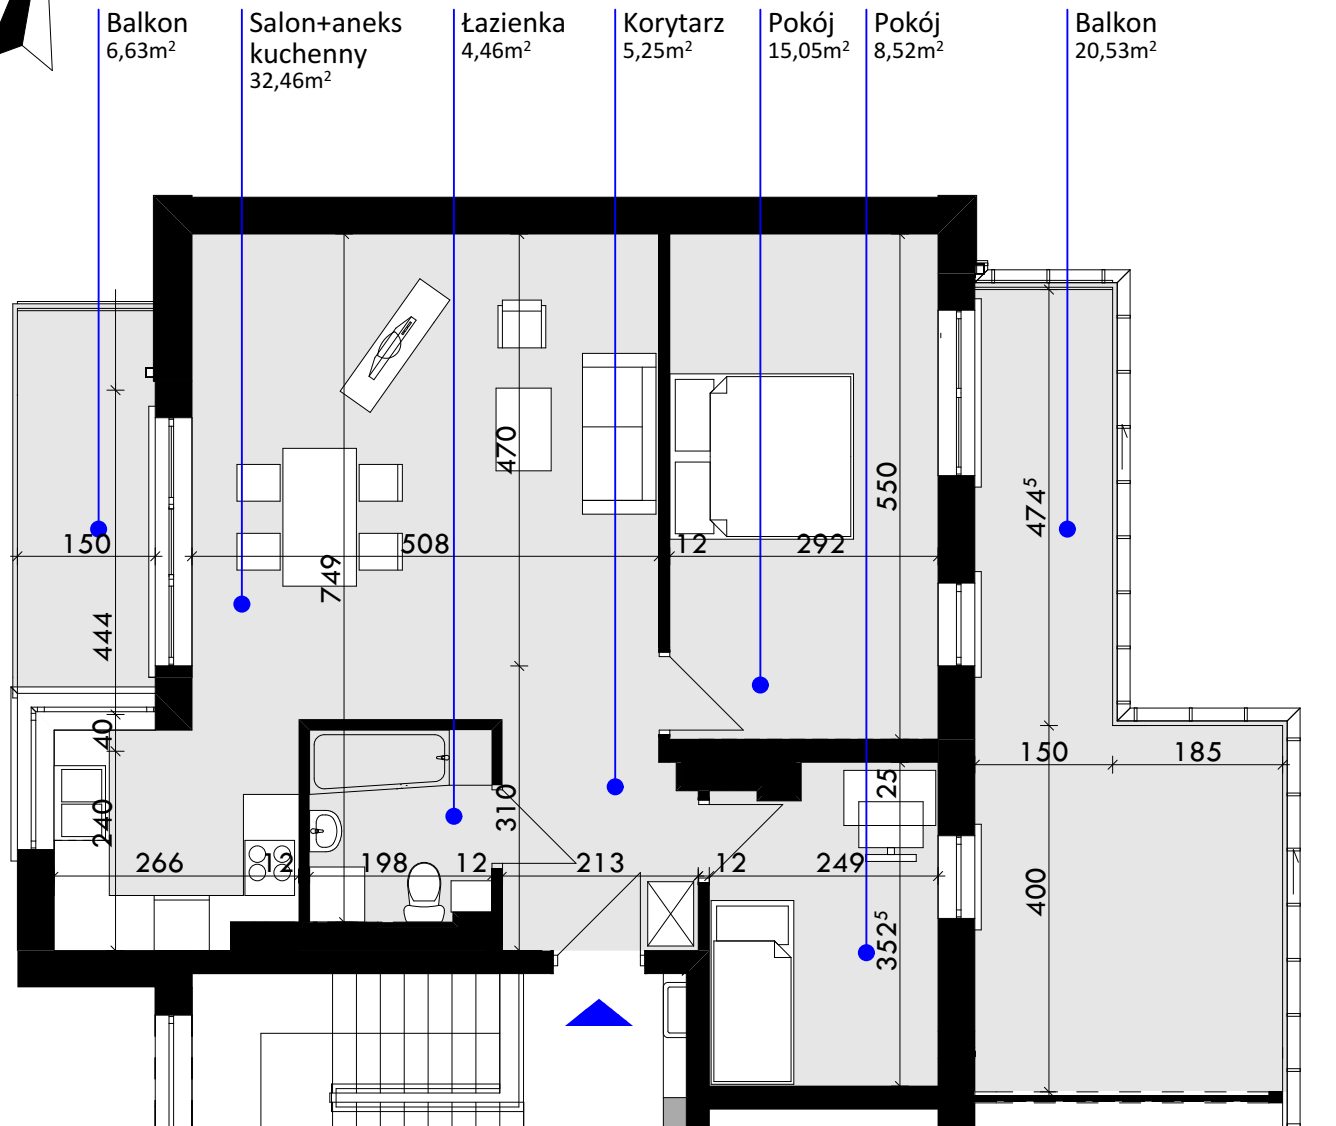 Balkon
6,63m²
Salon+aneks
kuchenny
32,46m²
Łazienka
4,46m²
Korytarz
5,25m²
Pokój
15,05m²
Pokój
8,52m²
Balkon
20,53m²
470
550
474⁵
150
508
12
292
749
444
40
150
185
25
240
310
266
12
198
12
213
12
249
400
352⁵